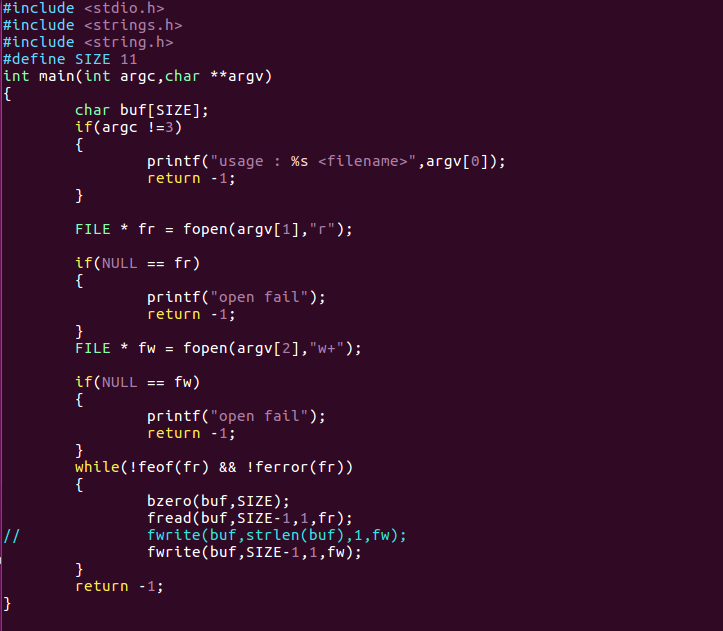 #include <stdio.h>
#include <strings.h>
#include <string.h>
#define SIZE 11
int main(int argc,char **argv)
{
        char buf[SIZE];
        if(argc !=3)
        {
                printf("usage : %s <filename>",argv[0]);
                return -1;
        }

        FILE * fr = fopen(argv[1],"r");

        if(NULL == fr)
        {
                printf("open fail");
                return -1;
        }
        FILE * fw = fopen(argv[2],"w+");

        if(NULL == fw)
        {
                printf("open fail");
                return -1;
        }
        while(!feof(fr) && !ferror(fr))
        {
                bzero(buf,SIZE);
                fread(buf,SIZE-1,1,fr);
//              fwrite(buf,strlen(buf),1,fw);
                fwrite(buf,SIZE-1,1,fw);
        }
        return -1;
}